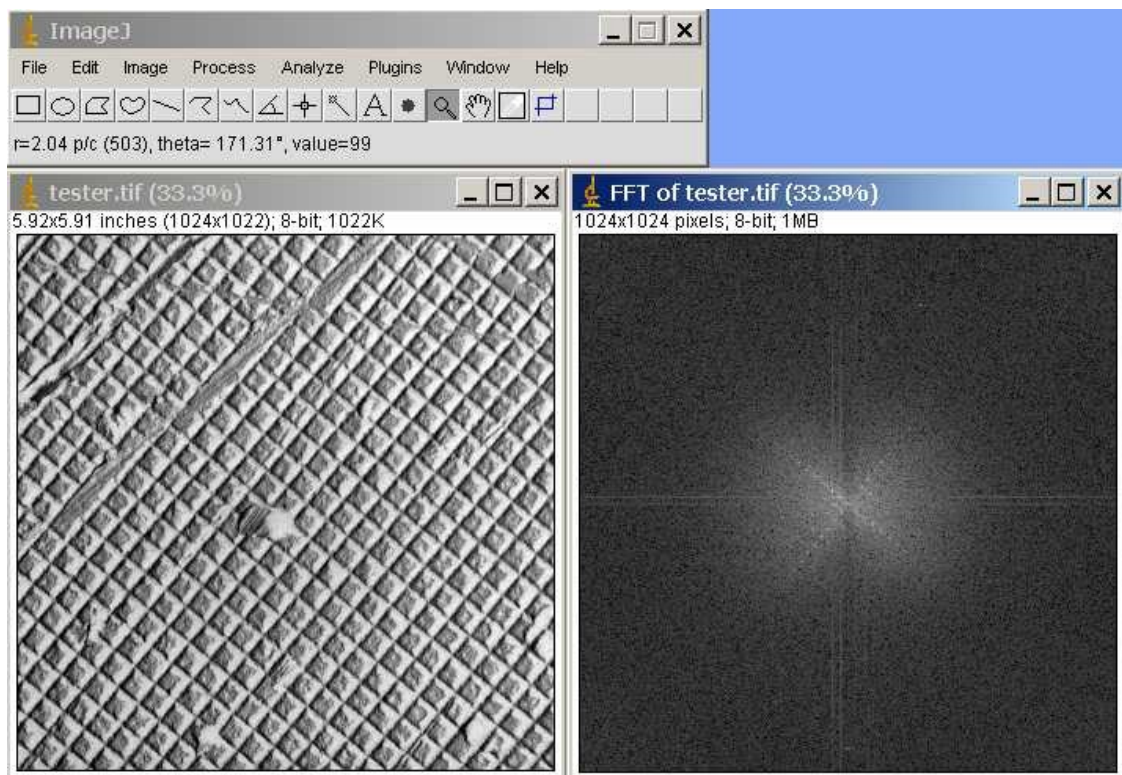 ImageJ
File Edit Image Process Analyze Plugins Window Help
A
r=2.04 p/c (503), theta= 171.31°, value=99
tester.tif (33.3%)
5.92x5.91 inches (1024x1022); 8-bit; 1022K
FFT of tester.tif (33.3%)
1024x1024 pixels; 8-bit; 1MB